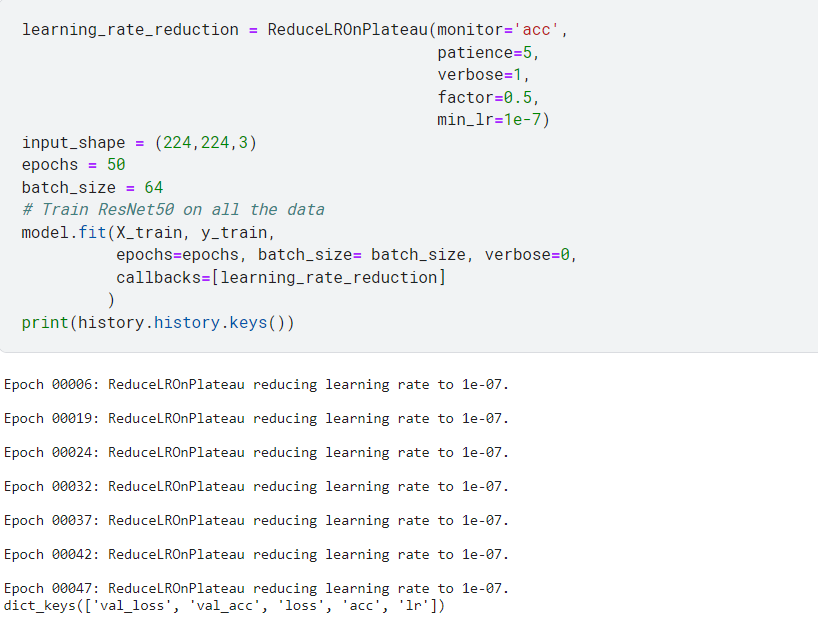 learning_rate_reduction = ReduceLROnPlateau(monitor='acc',
patience=5,
verbose=1,
factor=0.5,
min_lr=1e-7)
input_shape = (224,224,3)
epochs = 50
batch_size = 64
# Train ResNet50 on all the data
model.fit(X_train, y_train,
epochs=epochs, batch_size= batch_size, verbose=0,
callbacks=[learning_rate_reduction]
)
print(history.history.keys())
Epoch 00006: ReduceLROnPlateau reducing learning rate to 1e-07.
Epoch 00019: ReduceLROnPlateau reducing learning rate to 1e-07.
Epoch 00024: ReduceLROnPlateau reducing learning rate to 1e-07.
Epoch 00032: ReduceLROnPlateau reducing learning rate to 1e-07.
Epoch 00037: ReduceLROnPlateau reducing learning rate to 1e-07.
Epoch 00042: ReduceLROnPlateau reducing learning rate to 1e-07.
Epoch 00047: ReduceLROnPlateau reducing learning rate to 1e-07.
dict_keys(['val_loss', 'val_acc', 'loss', 'acc', 'lr'])